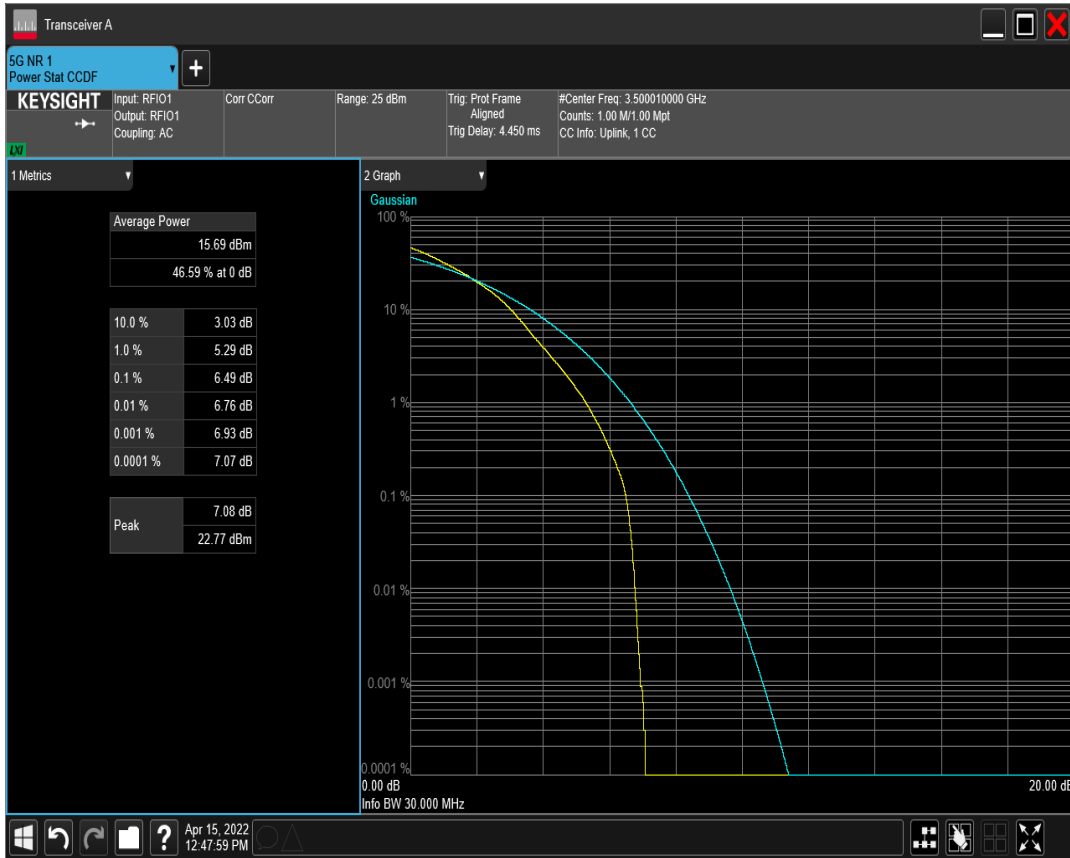 Transceiver A
5G NR 1
Power Stat CCDF
+
KEYSIGHT
LXI
Input: RFIO1
Output: RFIO1
Coupling: AC
Corr CCorr
Range: 25 dBm
Trig: Prot Frame
Aligned
Trig Delay: 4.450 ms
#Center Freq: 3.500010000 GHz
Counts: 1.00 M/1.00 Mpt
CC Info: Uplink, 1 CC
1 Metrics
Average Power
15.69 dBm
46.59 % at 0 dB
10.0 % 3.03 dB
1.0 % 5.29 dB
0.1 % 6.49 dB
0.01 % 6.76 dB
0.001 % 6.93 dB
0.0001 % 7.07 dB
Peak
7.08 dB
22.77 dBm
2 Graph
Gaussian
100 %
10 %
1 %
0.1 %
0.01 %
0.001 %
0.0001 %
0.00 dB 20.00 dB
Info BW 30.000 MHz
?
Apr 15, 2022
12:47:59 PM